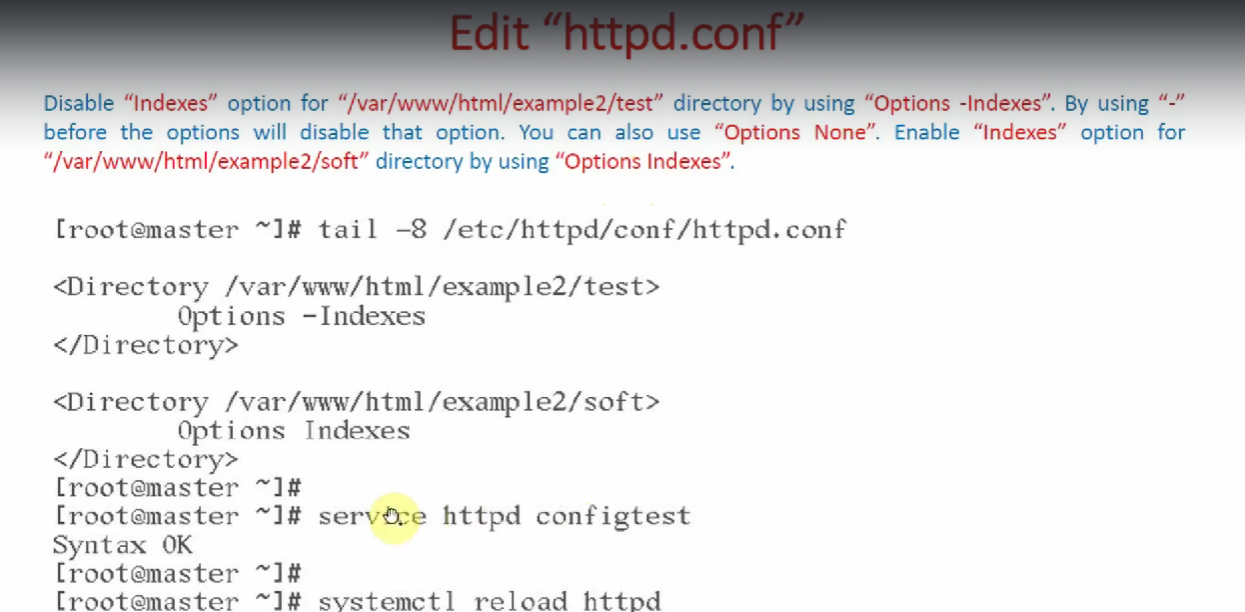 Edit “httpd.conf”
Disable “Indexes” option for “/var/www/html/example2/test” directory by using “Options -Indexes”. By using “-”
before the options will disable that option. You can also use “Options None”. Enable “Indexes” option for
“/var/www/html/example2/soft” directory by using “Options Indexes”.
[root@master ~]# tail -8 /etc/httpd/conf/httpd.conf
<Directory /var/www/html/example2/test>
Options -Indexes
</Directory>
<Directory /var/www/html/example2/soft>
Options Indexes
</Directory>
[root@master ~]#
[root@master ~]# service httpd configtest
Syntax OK
[root@master ~]#
[root@master ~]# systemctl reload httpd